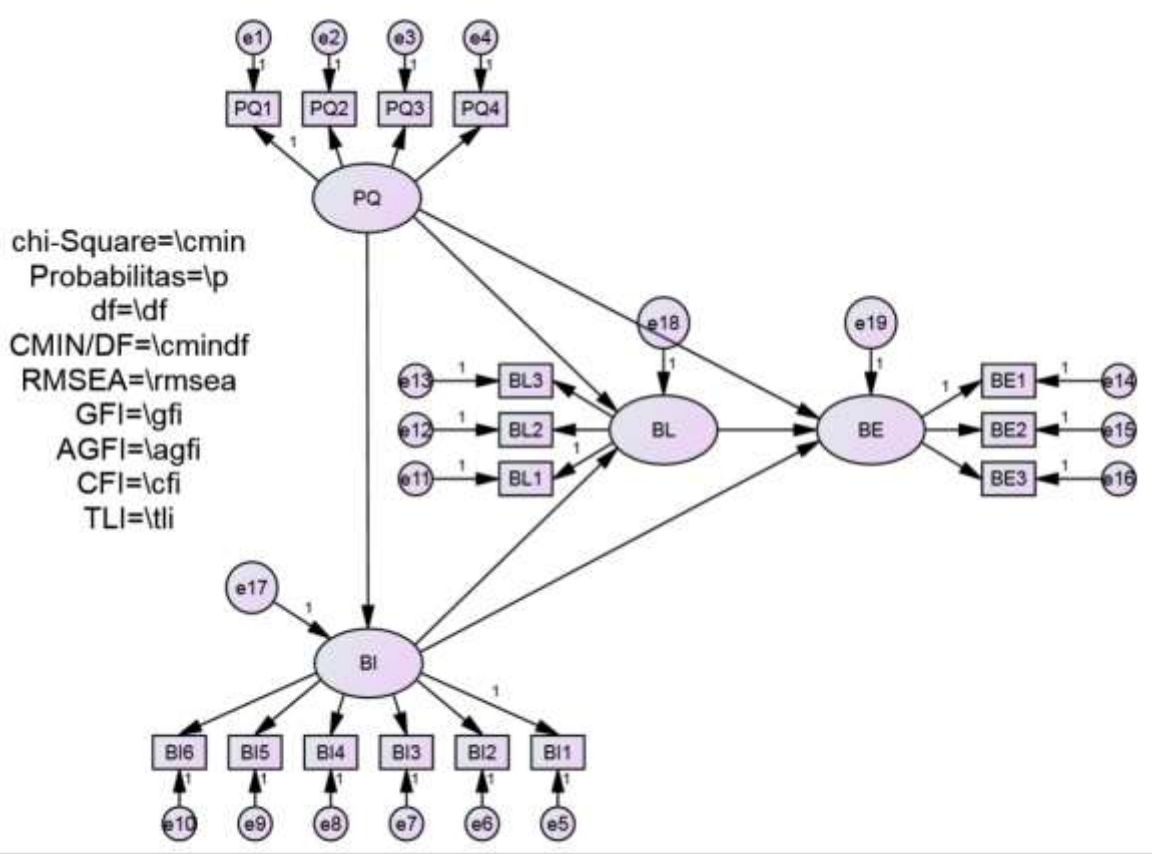 e1 e2 e3 e4
1 1 1 1
PQ1 PQ2 PQ3 PQ4
1
PQ
chi-Square=\cmin
Probabilitas=\p
df=\df
CMIN/DF=\cmindf
RMSEA=\rmsea
GFI=\gfi
AGFI=\agfi
CFI=\cfi
TLI=\tli
e18 e19
1 1
e13 1 BL3 1 BE1 1 e14
e12 1 BL2 BL BE BE2 1 e15
1
e11 1 BL1 BE3 1 e16
e17
1
BI
1
BI6 BI5 BI4 BI3 BI2 BI1
1 1 1 1 1 1
e10 e9 e8 e7 e6 e5